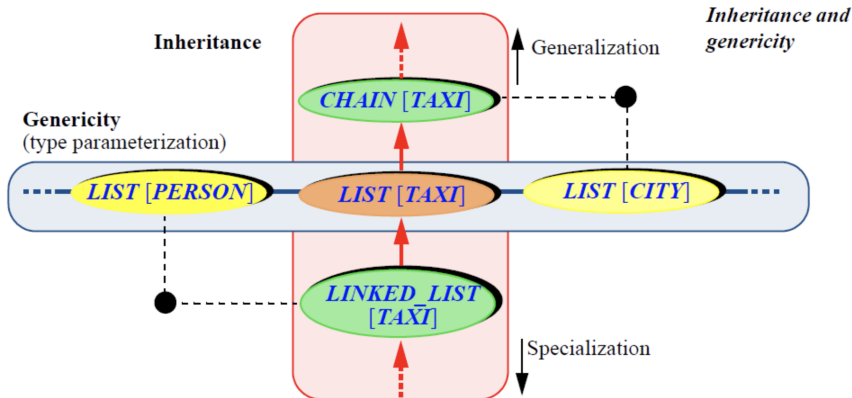 Inheritance and
genericity
Inheritance
Generalization
CHAIN [TAXI]
Genericity
(type parameterization)
LIST [PERSON]
LIST [TAXI]
LIST [CITY]
LINKED_LIST
[TAXI]
Specialization